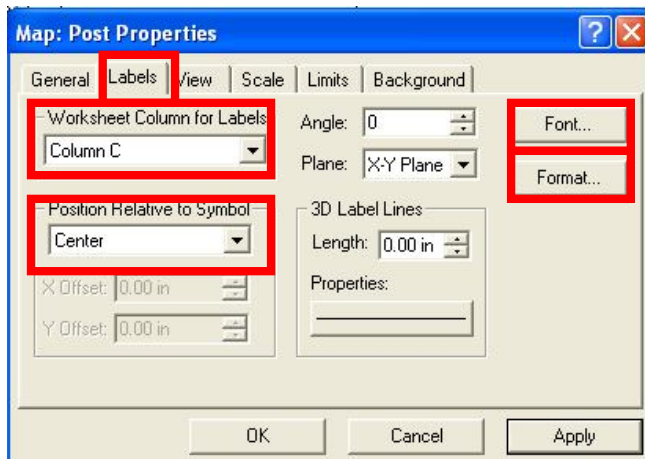 Map: Post Properties
General Labels View Scale Limits Background
Worksheet Column for Labels
Column C
Angle: 0
Plane: X-Y Plane
Font...
Format...
Position Relative to Symbol
Center
X Offset: 0.00 in
Y Offset: 0.00 in
3D Label Lines
Length: 0.00 in
Properties:
OK Cancel Apply